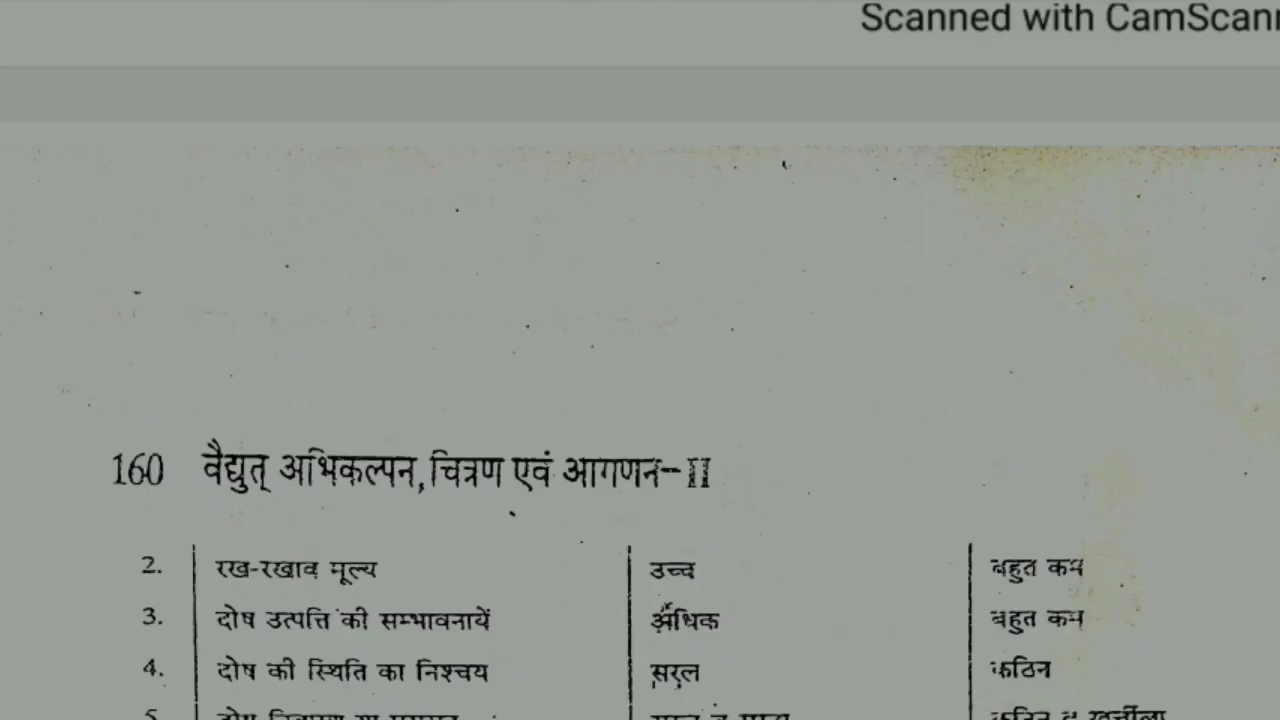 Scanned with CamScann
160 वैद्युत् अभिकल्पन, चित्रण एवं आगणन-II
2. रख-रखाव मूल्य उच्च बहुत कम
3. दोष उत्पत्ति की सम्भावनायें अधिक बहुत कम
4. दोष की स्थिति का निश्चय सरल कठिन
5.